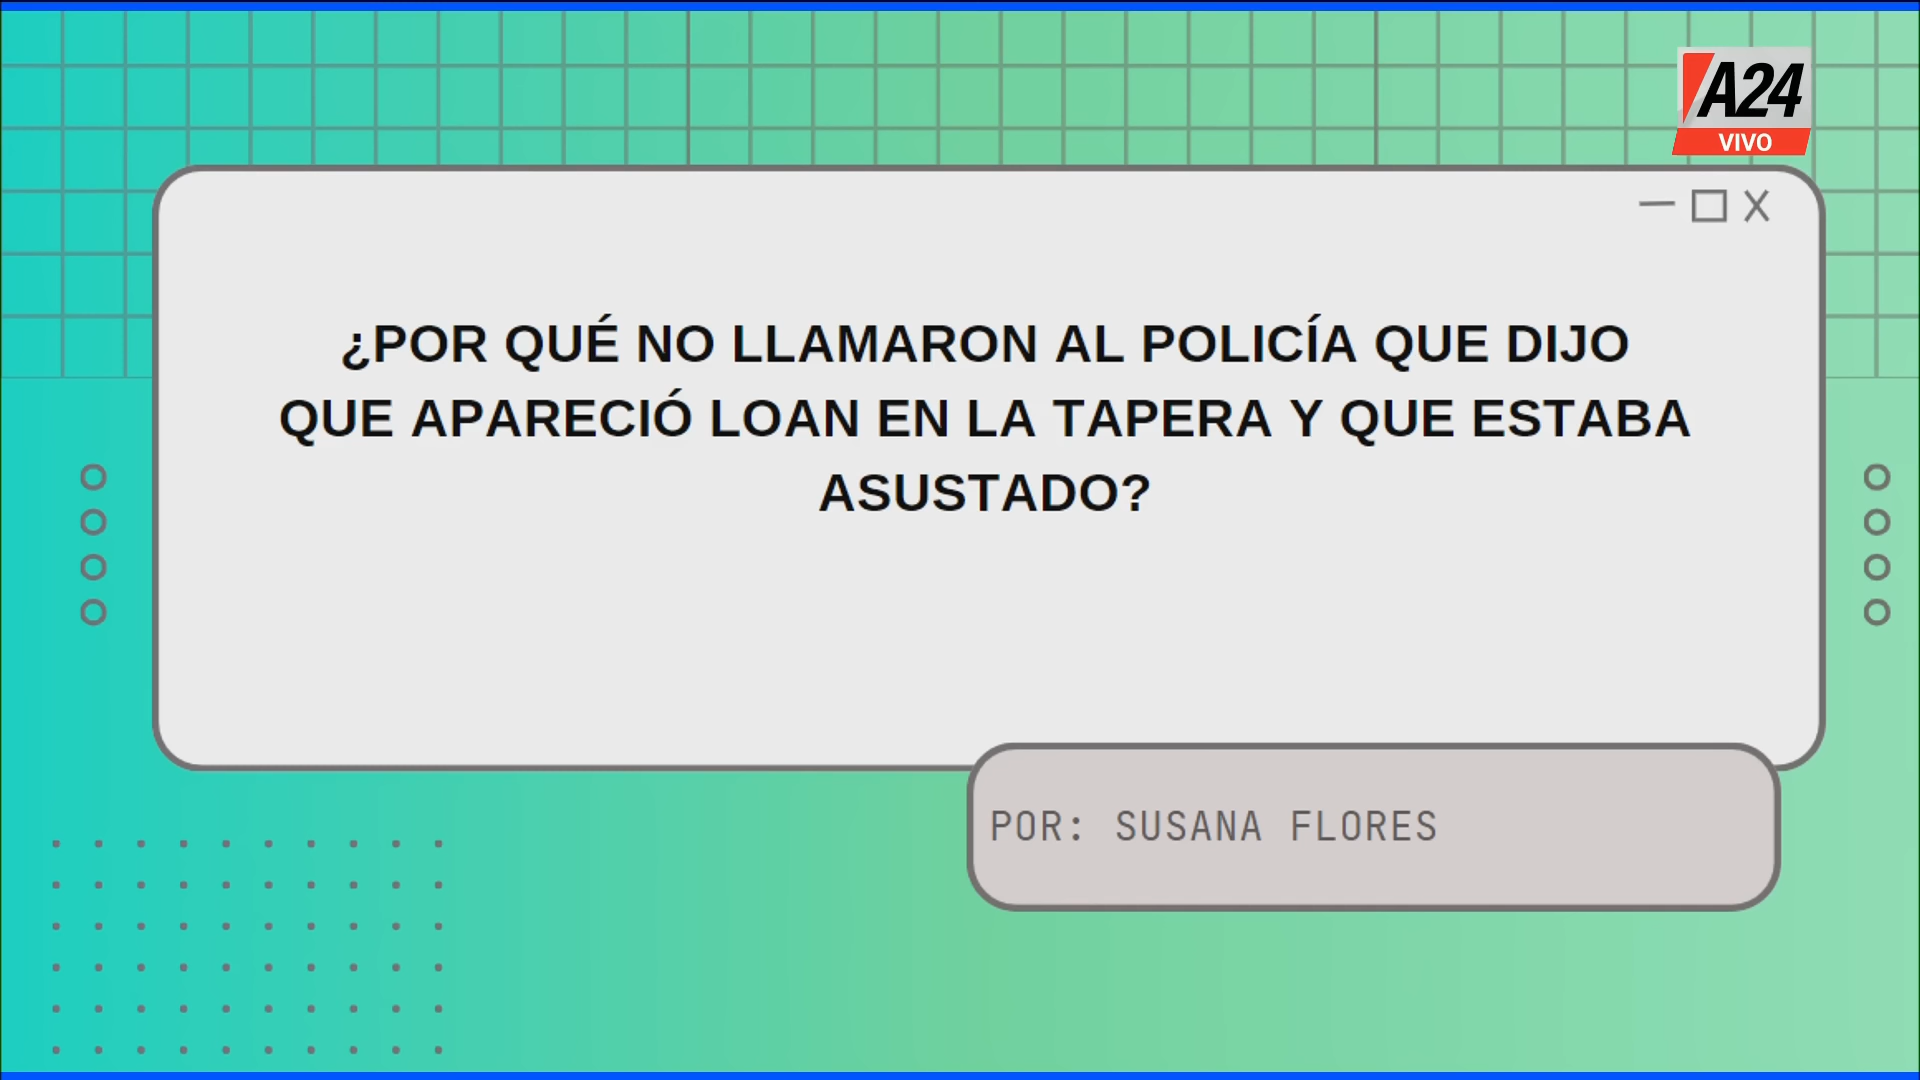 A24
VIVO
¿POR QUÉ NO LLAMARON AL POLICÍA QUE DIJO
QUE APARECIÓ LOAN EN LA TAPERA Y QUE ESTABA
ASUSTADO?
POR: SUSANA FLORES